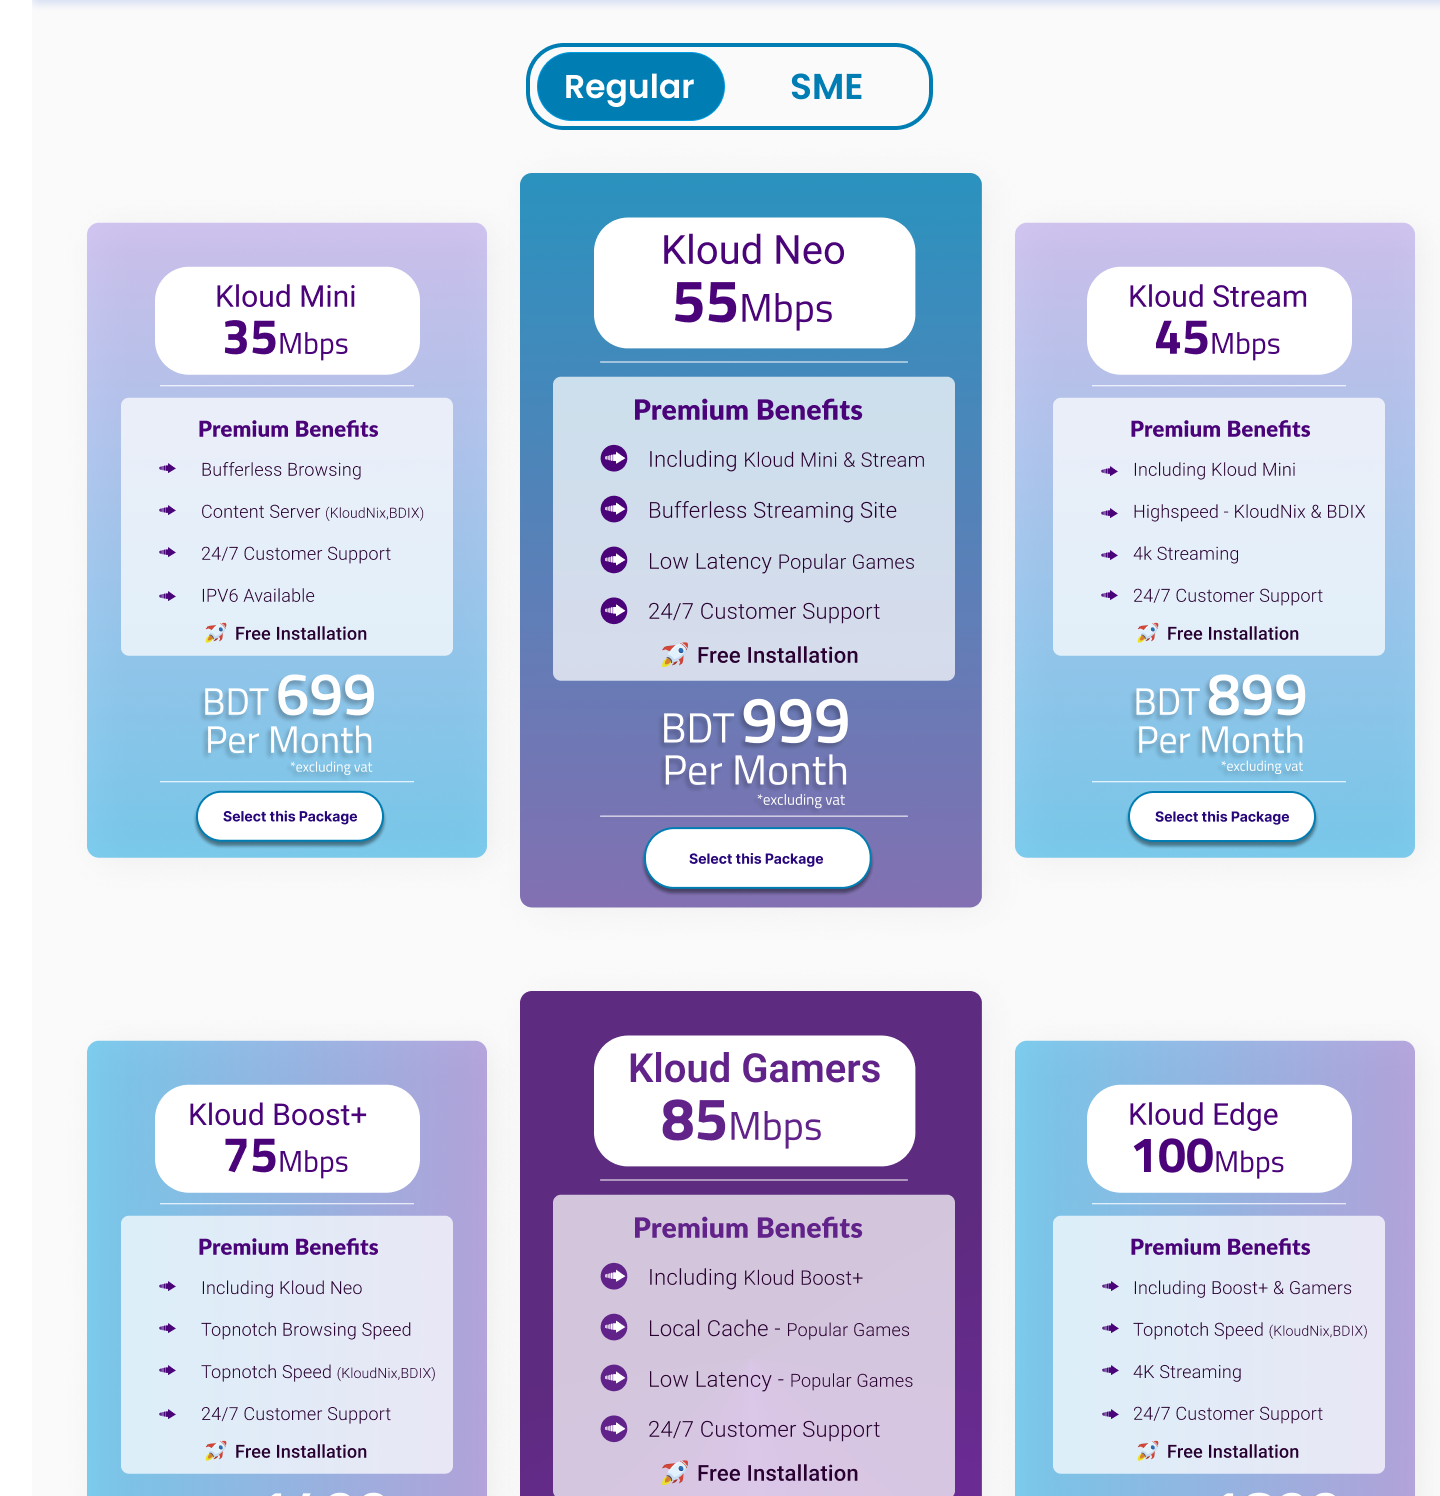 Regular
SME
Kloud Mini
35Mbps
Premium Benefits
Bufferless Browsing
Content Server (KloudNix,BDIX)
24/7 Customer Support
IPV6 Available
Free Installation
BDT 699
Per Month
*excluding vat
Select this Package
Kloud Neo
55Mbps
Premium Benefits
Including Kloud Mini & Stream
Bufferless Streaming Site
Low Latency Popular Games
24/7 Customer Support
Free Installation
BDT 999
Per Month
*excluding vat
Select this Package
Kloud Stream
45Mbps
Premium Benefits
Including Kloud Mini
Highspeed - KloudNix & BDIX
4k Streaming
24/7 Customer Support
Free Installation
BDT 899
Per Month
*excluding vat
Select this Package
Kloud Boost+
75Mbps
Premium Benefits
Including Kloud Neo
Topnotch Browsing Speed
Topnotch Speed (KloudNix,BDIX)
24/7 Customer Support
Free Installation
Kloud Gamers
85Mbps
Premium Benefits
Including Kloud Boost+
Local Cache - Popular Games
Low Latency - Popular Games
24/7 Customer Support
Free Installation
Kloud Edge
100Mbps
Premium Benefits
Including Boost+ & Gamers
Topnotch Speed (KloudNix,BDIX)
4K Streaming
24/7 Customer Support
Free Installation